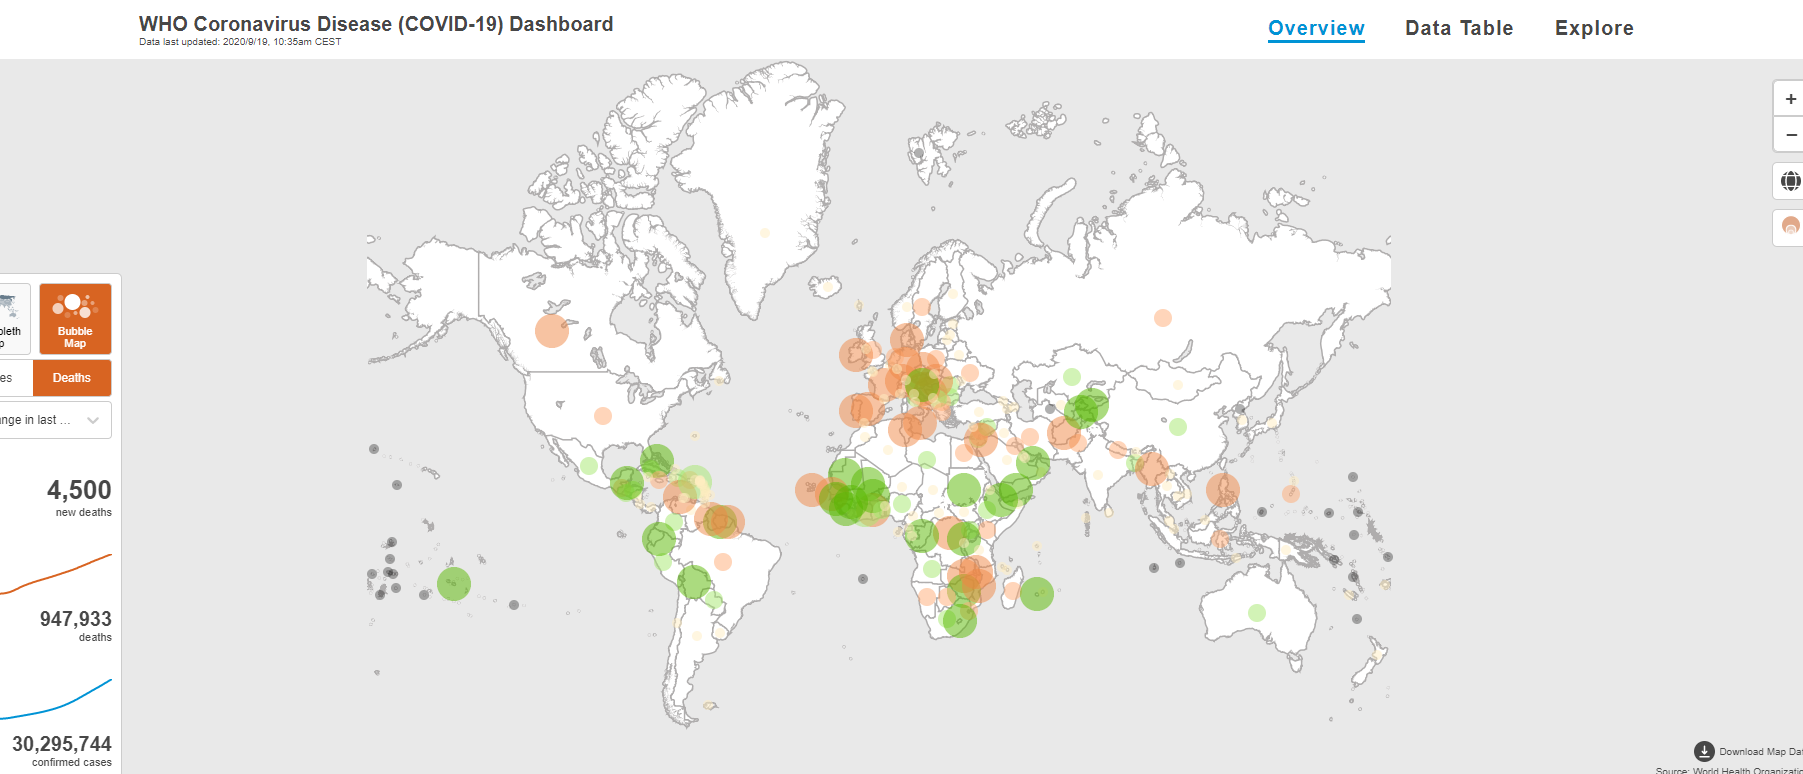 WHO Coronavirus Disease (COVID-19) Dashboard
Data last updated: 2020/9/19, 10:35am CEST
Overview
Data Table
Explore
+
−
pleth
p
Bubble
Map
es
Deaths
nge in last ...
4,500
new deaths
947,933
deaths
30,295,744
confirmed cases
Download Map Dat
Source: World Health Organizatio